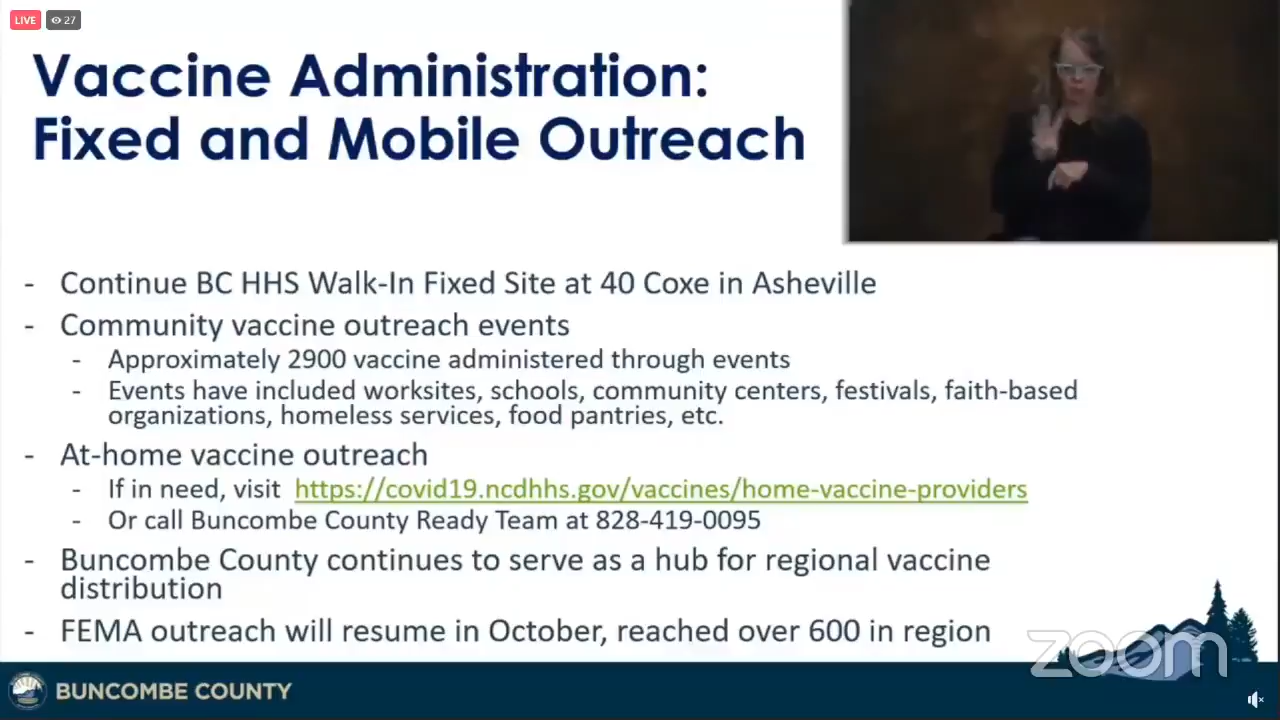 LIVE 27
Vaccine Administration:
Fixed and Mobile Outreach
- Continue BC HHS Walk-In Fixed Site at 40 Coxe in Asheville
- Community vaccine outreach events
- Approximately 2900 vaccine administered through events
- Events have included worksites, schools, community centers, festivals, faith-based
organizations, homeless services, food pantries, etc.
- At-home vaccine outreach
- If in need, visit https://covid19.ncdhhs.gov/vaccines/home-vaccine-providers
- Or call Buncombe County Ready Team at 828-419-0095
- Buncombe County continues to serve as a hub for regional vaccine
distribution
- FEMA outreach will resume in October, reached over 600 in region
zoom
BUNCOMBE COUNTY